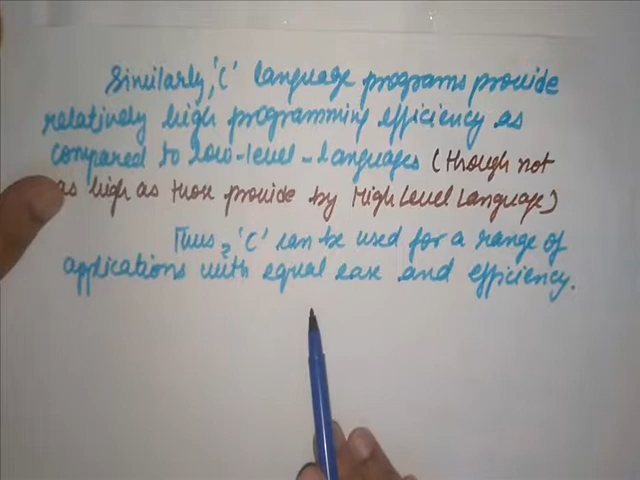 Similarly, 'C' language programs provide
relatively high programming efficiency as
compared to low-level-languages (though not
as high as those provide by High Level Language)
Thus, 'C' can be used for a range of
applications with equal ease and efficiency.